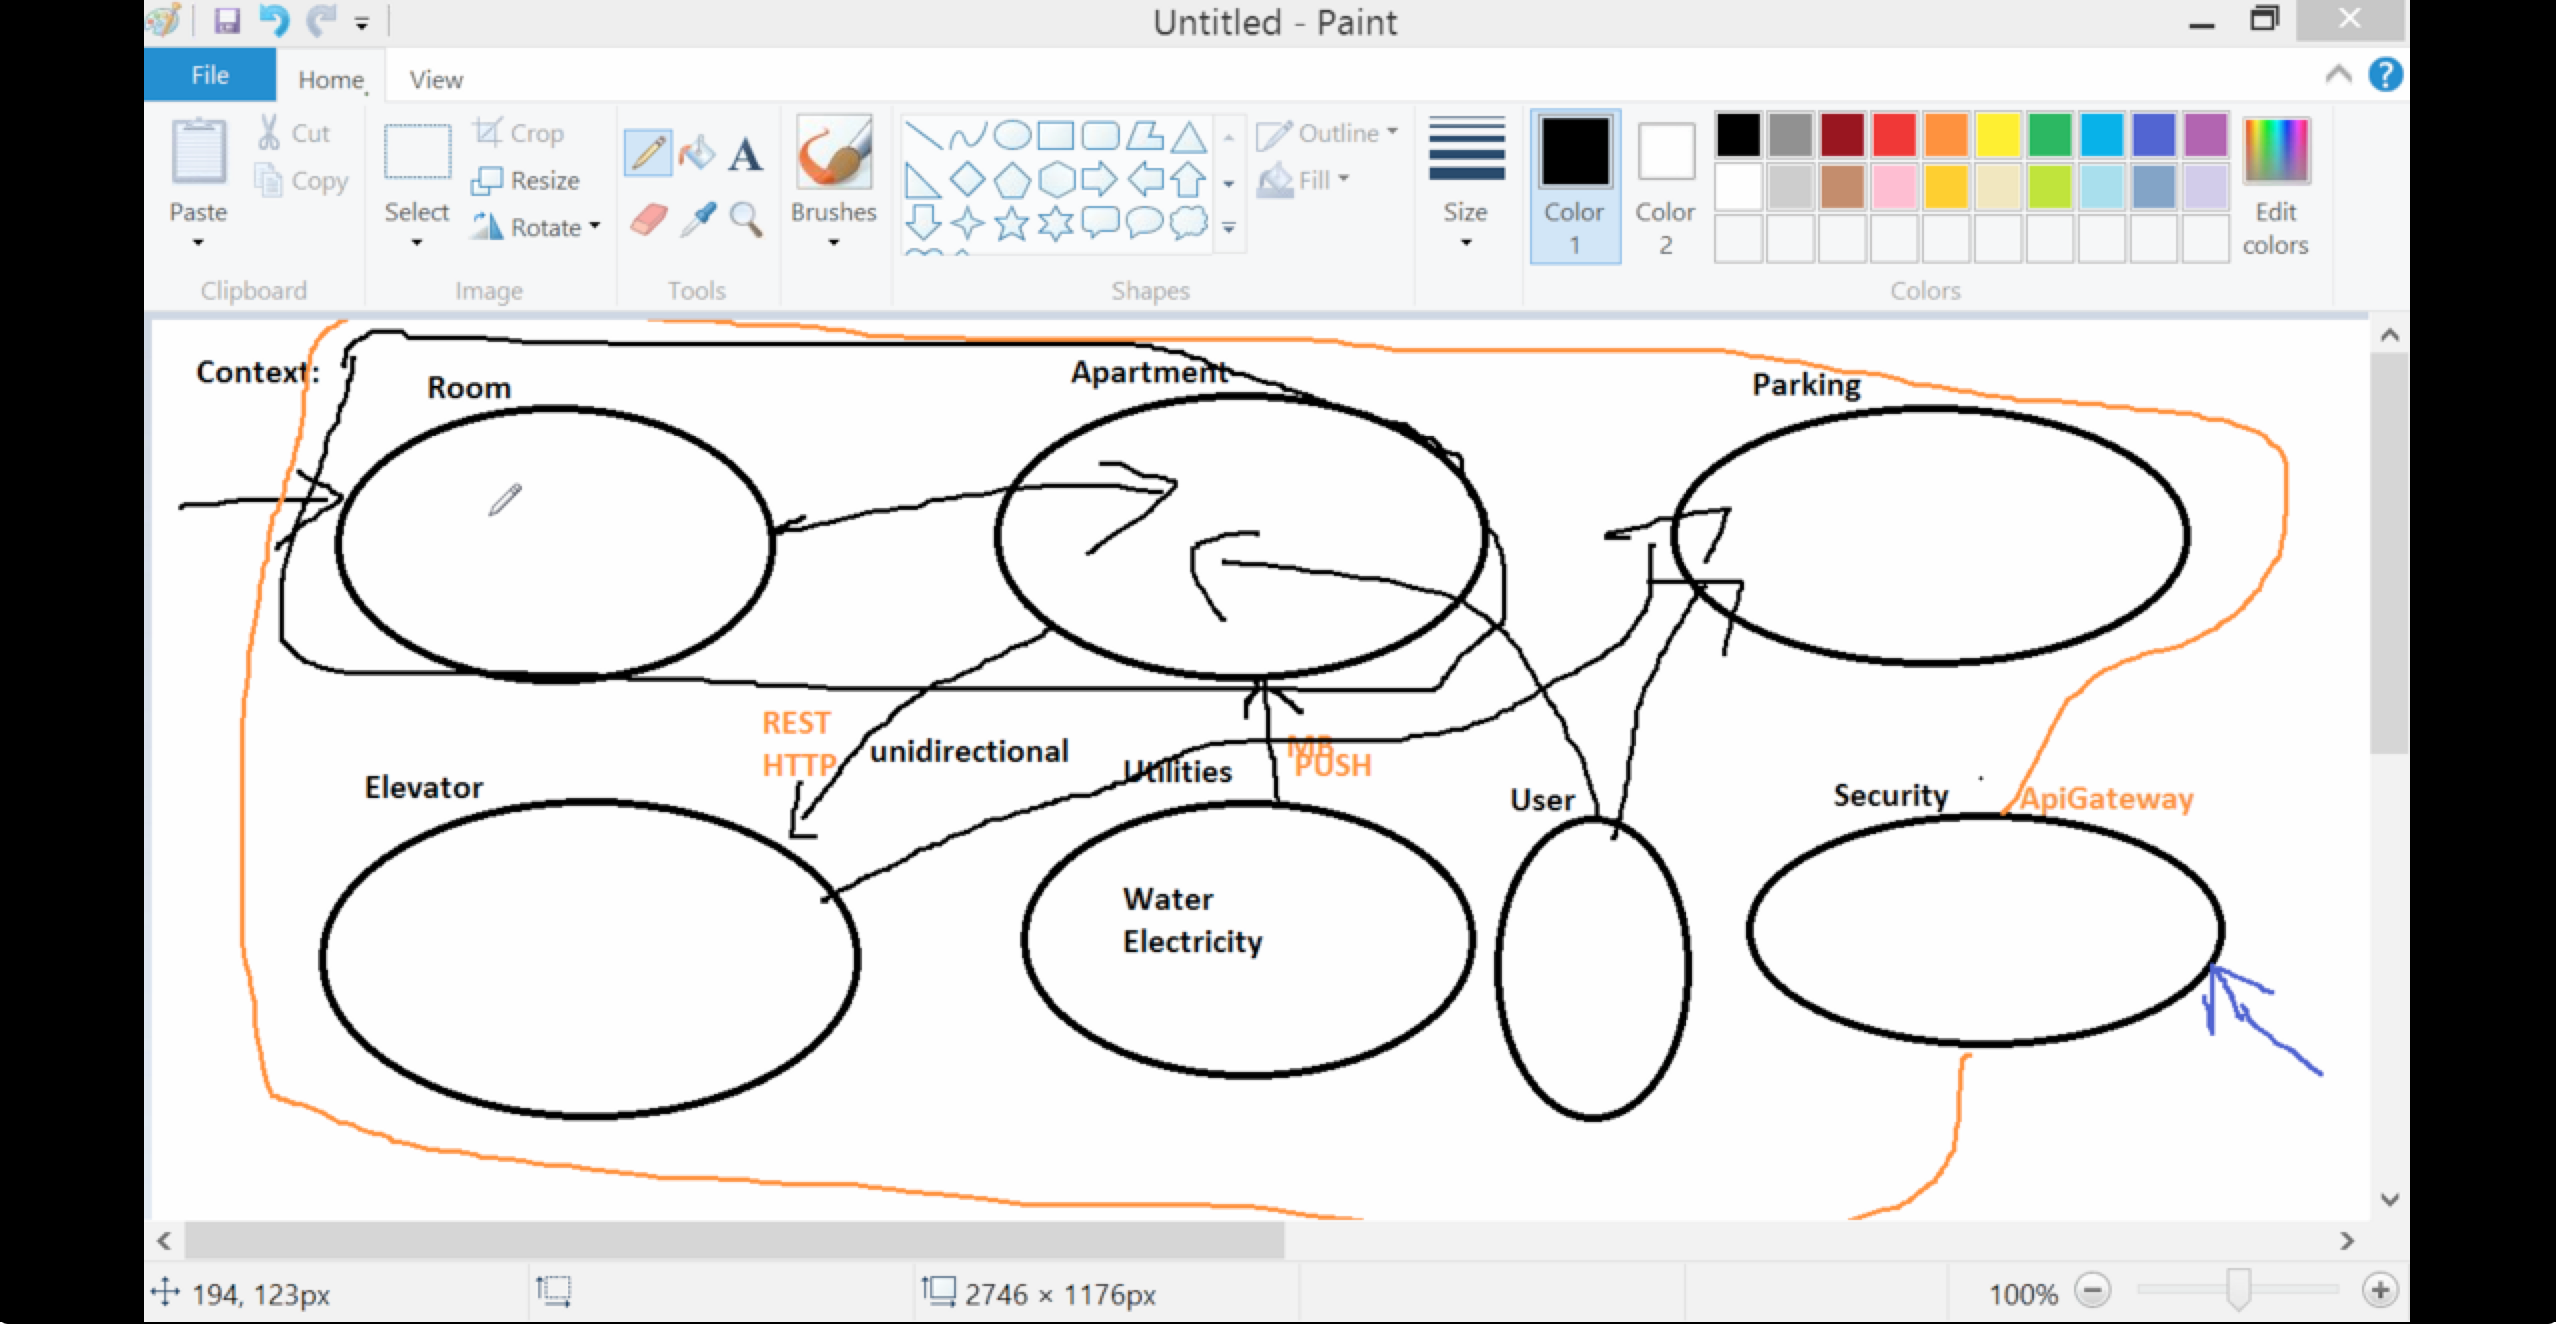 Untitled - Paint
File
Home
View
Paste
Cut
Copy
Clipboard
Select
Crop
Resize
Rotate
Image
A
Tools
Brushes
Outline
Fill
Shapes
Size
Color
1
Color
2
Edit
colors
Colors
Context:
Room
Apartment
Parking
REST
HTTP
unidirectional
MB
PUSH
Utilities
Elevator
User
Security
ApiGateway
Water
Electricity
194, 123px
2746 × 1176px
100%